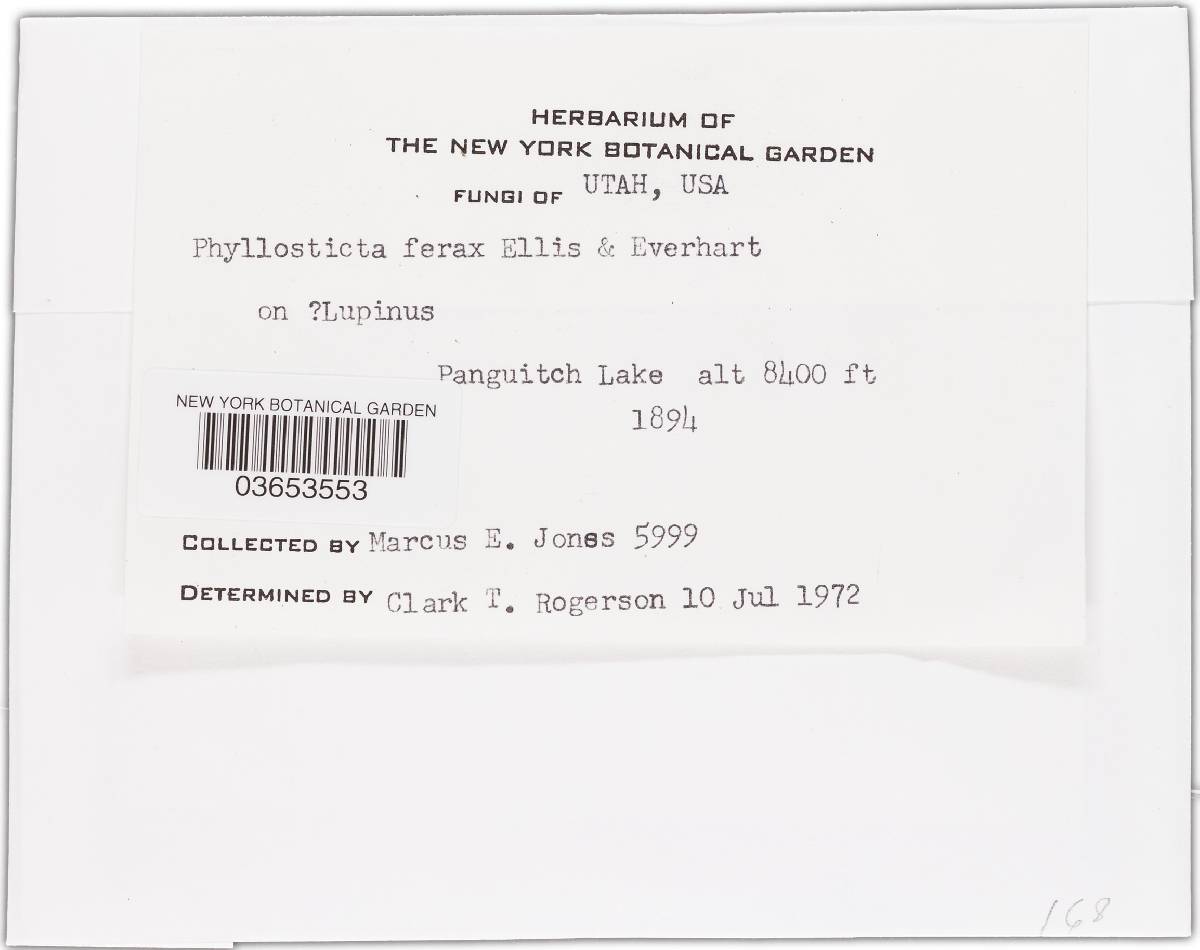 HERBARIUM OF
THE NEW YORK BOTANICAL GARDEN
FUNGI OF UTAH, USA
Phyllosticta ferax Ellis & Everhart
on ?Lupinus
Panguitch Lake alt 8400 ft
1894
NEW YORK BOTANICAL GARDEN
03653553
COLLECTED BY Marcus E. Jones 5999
DETERMINED BY Clark T. Rogerson 10 Jul 1972
168